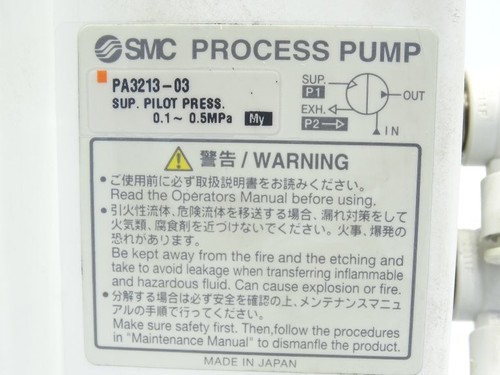 SMC PROCESS PUMP
PA3213-03
SUP. PILOT PRESS.
0.1~0.5MPa My
SUP.
P1
OUT
EXH.
P2
IN
警告/WARNING
● ご使用前に必ず取扱説明書をお読みください。
Read the Operators Manual before using.
● 引火性流体、危険流体を移送する場合、漏れ対策をして
火気類、腐食剤を近づけないでください。火事、爆発の
恐れがあります。
Be kept away from the fire and the etching and
take to avoid leakage when transferring inflammable
and hazardous fluid. Can cause explosion or fire.
● 分解する場合は必ず安全を確認の上、メンテナンスマニュ
アルの手順で行ってください。
Make sure safety first. Then,follow the procedures
in "Maintenance Manual" to dismanfle the product.
MADE IN JAPAN